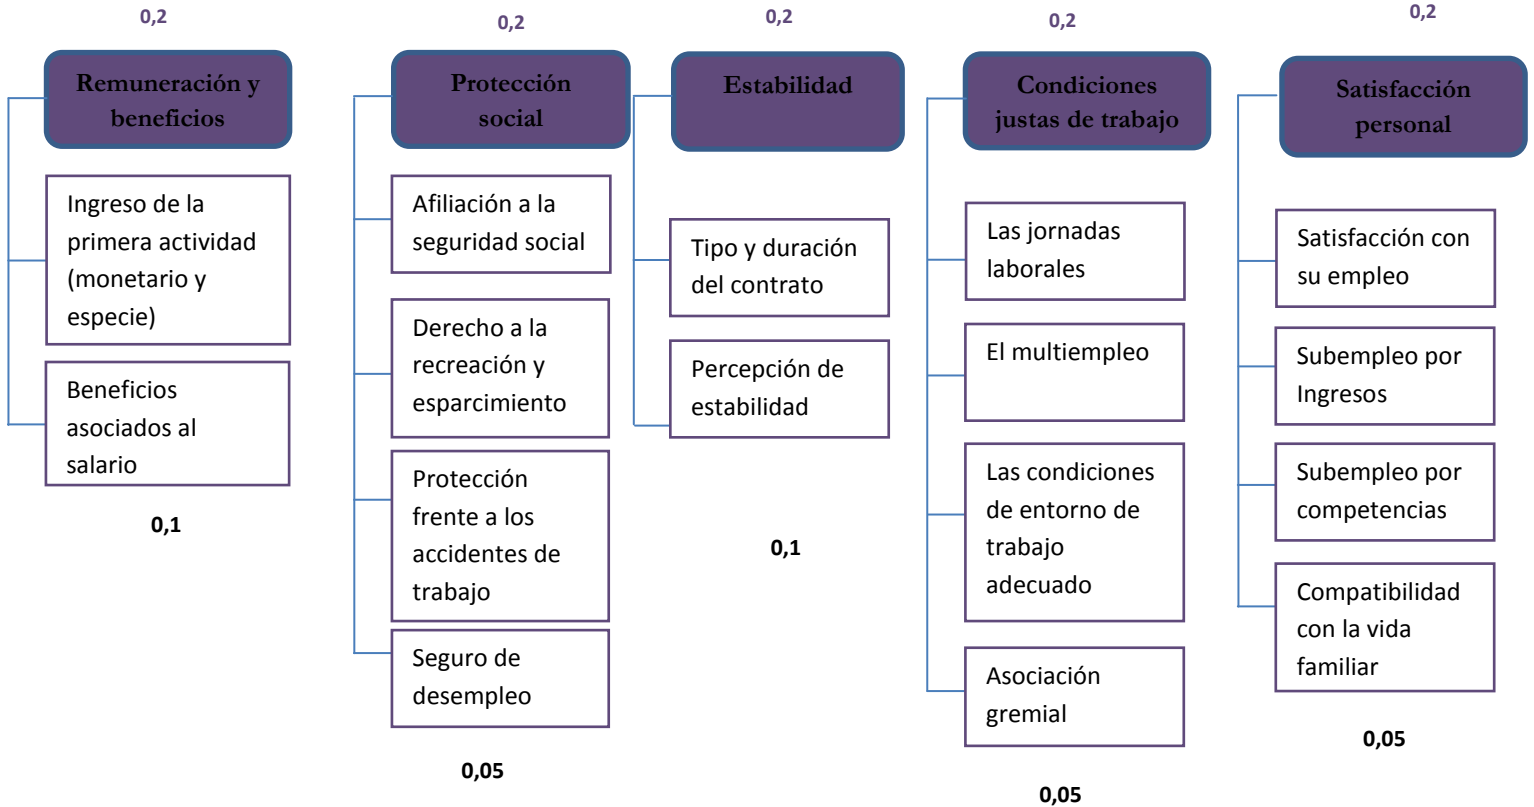 0,2
Remuneración y
beneficios
Ingreso de la
primera actividad
(monetario y
especie)
Beneficios
asociados al
salario
0,1
0,2
Protección
social
Afiliación a la
seguridad social
Derecho a la
recreación y
esparcimiento
Protección
frente a los
accidentes de
trabajo
Seguro de
desempleo
0,05
0,2
Estabilidad
Tipo y duración
del contrato
Percepción de
estabilidad
0,1
0,2
Condiciones
justas de trabajo
Las jornadas
laborales
El multiempleo
Las condiciones
de entorno de
trabajo
adecuado
Asociación
gremial
0,05
0,2
Satisfacción
personal
Satisfacción con
su empleo
Subempleo por
Ingresos
Subempleo por
competencias
Compatibilidad
con la vida
familiar
0,05